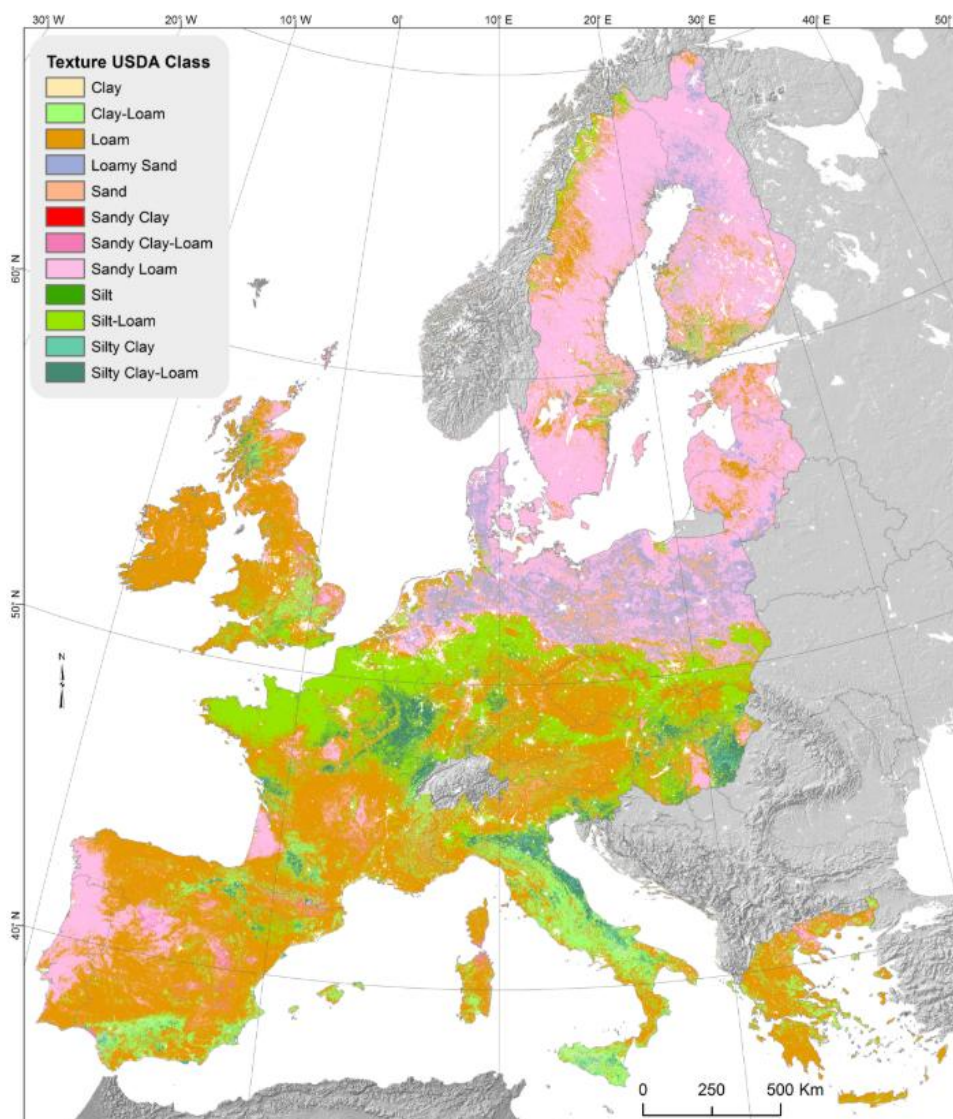 30°W 20°W 10°W 0° 10°E 20°E 30°E 40°E 50°
Texture USDA Class
Clay
Clay-Loam
Loam
Loamy Sand
Sand
Sandy Clay
Sandy Clay-Loam
Sandy Loam
Silt
Silt-Loam
Silty Clay
Silty Clay-Loam
60°N
50°N
N
40°N
0 250 500 Km